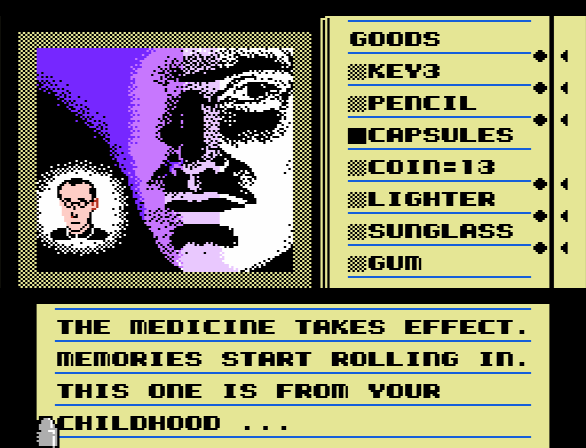 GOODS
KEY3
PENCIL
CAPSULES
COIN=13
LIGHTER
SUNGLASS
GUM
THE MEDICINE TAKES EFFECT.
MEMORIES START ROLLING IN.
THIS ONE IS FROM YOUR
CHILDHOOD ...